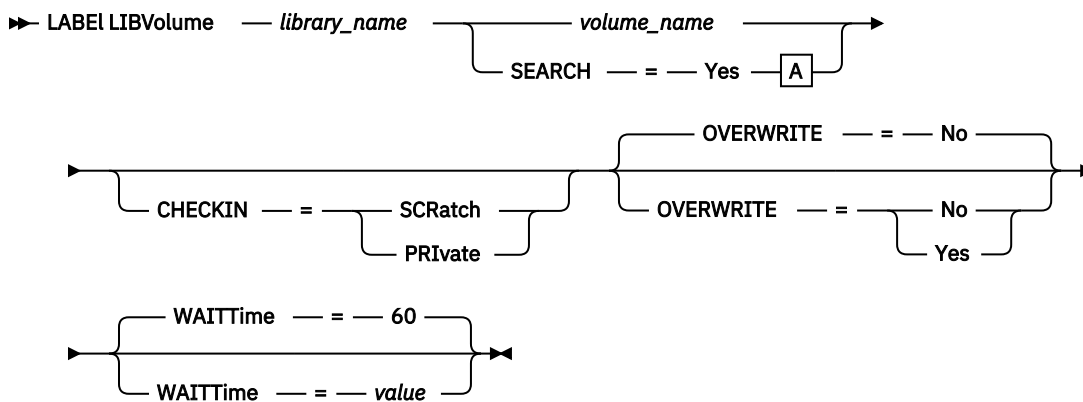 LABEl LIBVolume library_name volume_name
SEARCH = Yes A
OVERWRITE = No
CHECKIN = SCRatch OVERWRITE = No
PRIvate Yes
WAITTime = 60
WAITTime = value